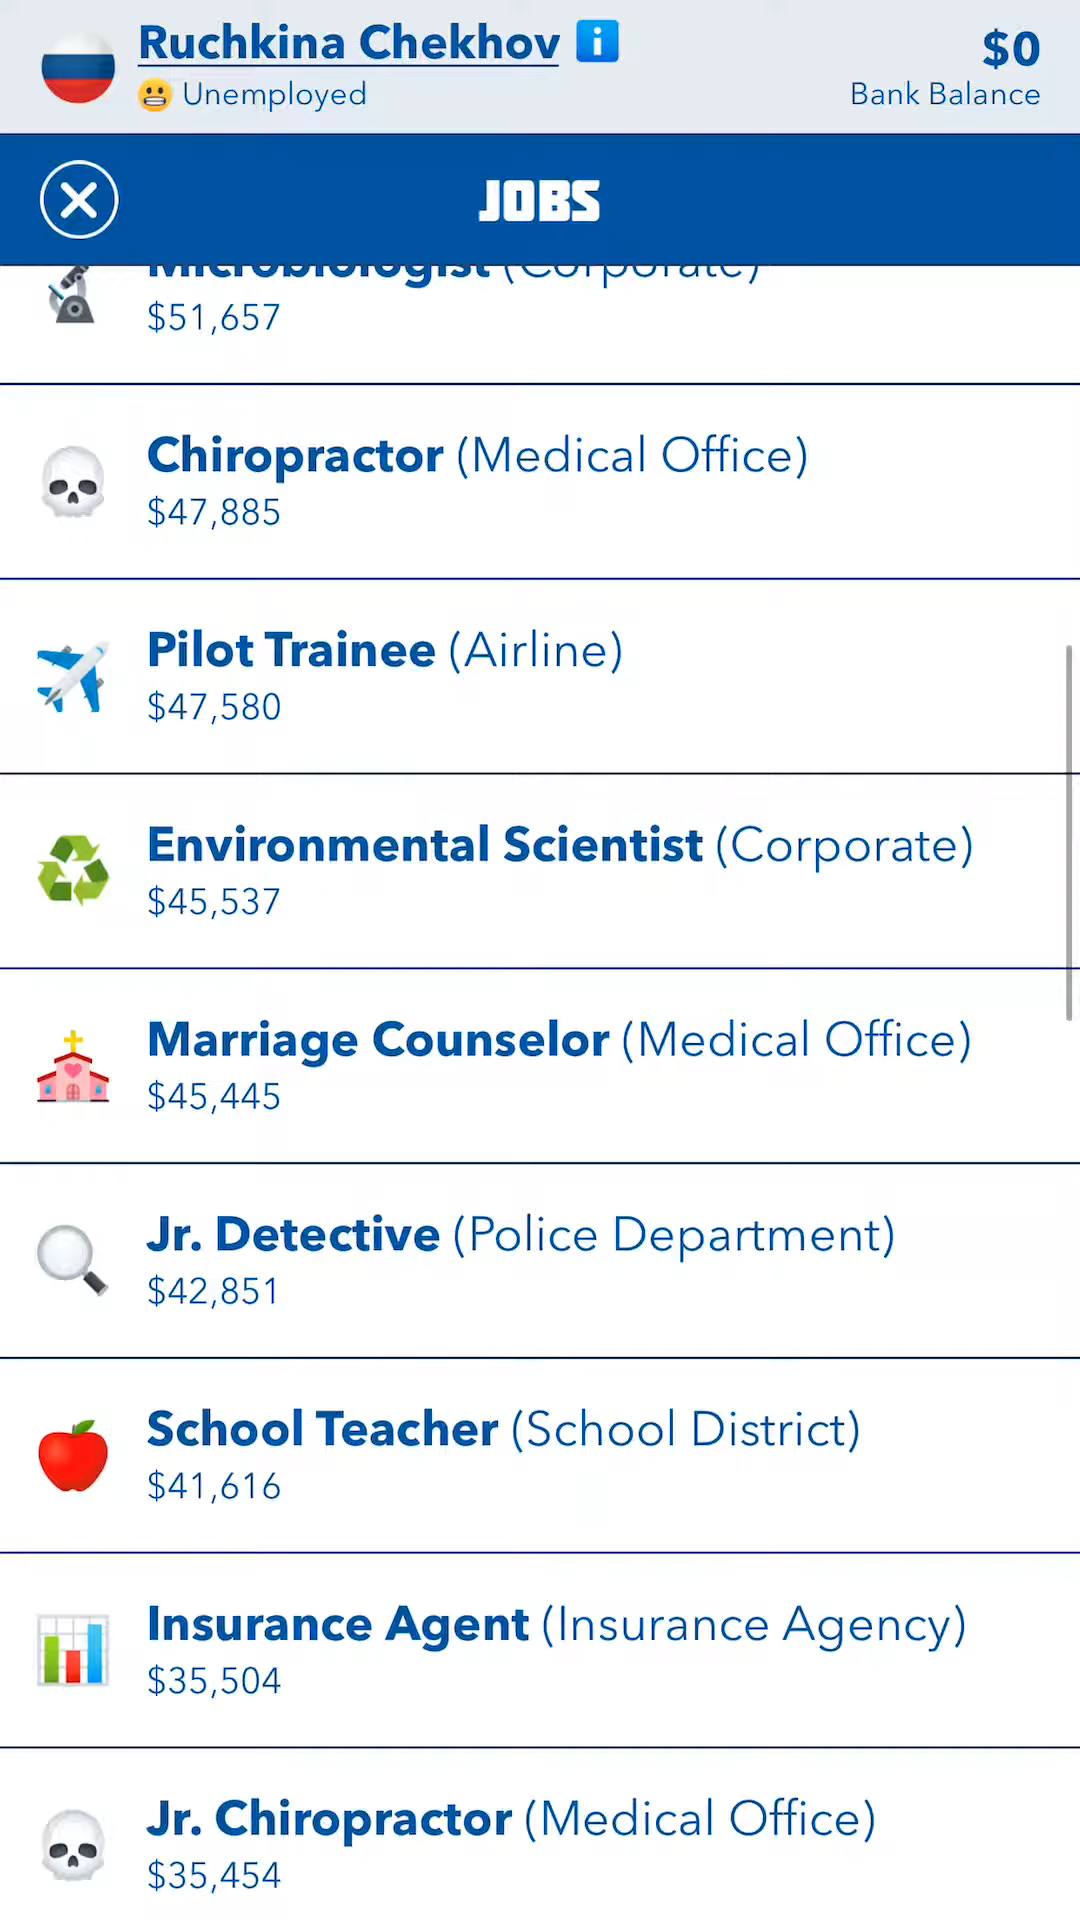 Ruchkina Chekhov
Unemployed
$0
Bank Balance
JOBS
Microbiologist (Corporate)
$51,657
Chiropractor (Medical Office)
$47,885
Pilot Trainee (Airline)
$47,580
Environmental Scientist (Corporate)
$45,537
Marriage Counselor (Medical Office)
$45,445
Jr. Detective (Police Department)
$42,851
School Teacher (School District)
$41,616
Insurance Agent (Insurance Agency)
$35,504
Jr. Chiropractor (Medical Office)
$35,454